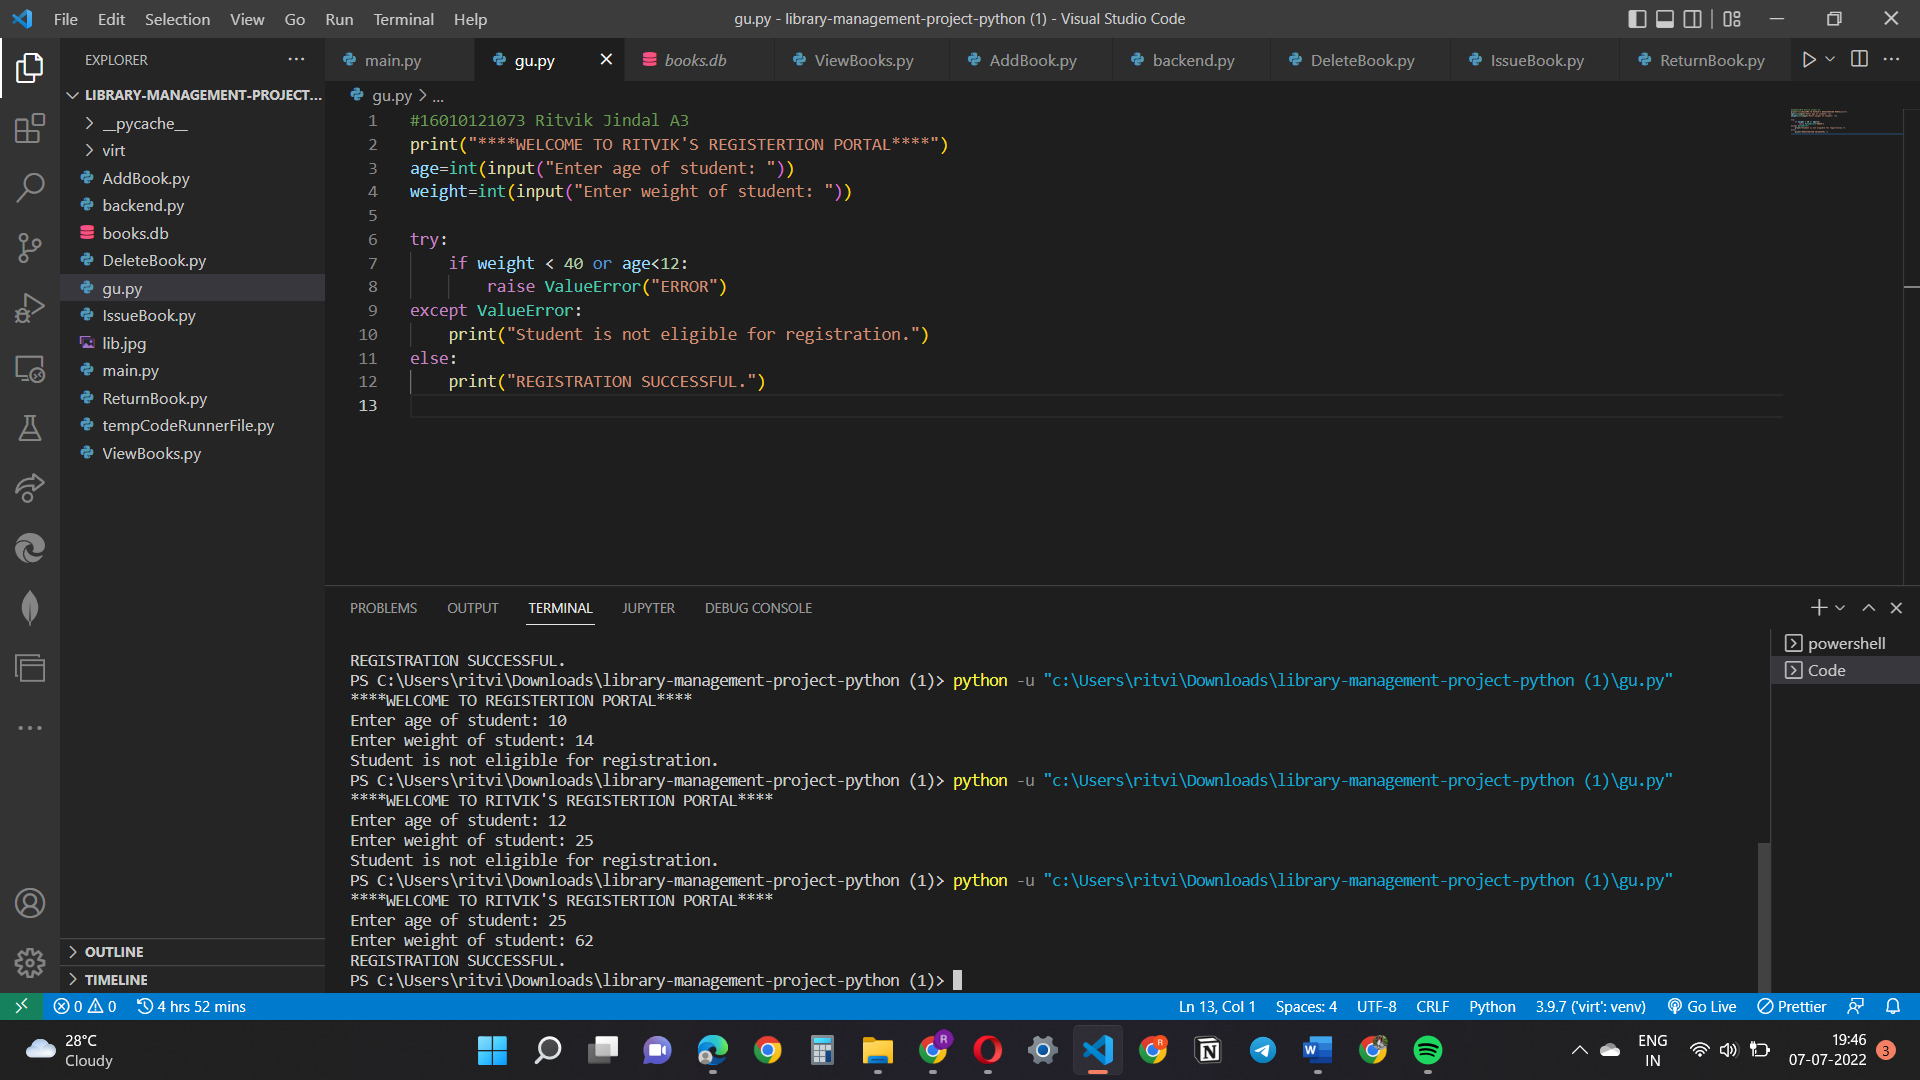 File Edit Selection View Go Run Terminal Help
gu.py - library-management-project-python (1) - Visual Studio Code
EXPLORER
LIBRARY-MANAGEMENT-PROJECT...
__pycache__
virt
AddBook.py
backend.py
books.db
DeleteBook.py
gu.py
IssueBook.py
lib.jpg
main.py
ReturnBook.py
tempCodeRunnerFile.py
ViewBooks.py
OUTLINE
TIMELINE
main.py gu.py books.db ViewBooks.py AddBook.py backend.py DeleteBook.py IssueBook.py ReturnBook.py
gu.py > ...
1 #16010121073 Ritvik Jindal A3
2 print("****WELCOME TO RITVIK'S REGISTERTION PORTAL****")
3 age=int(input("Enter age of student: "))
4 weight=int(input("Enter weight of student: "))
5
6 try:
7 if weight < 40 or age<12:
8 raise ValueError("ERROR")
9 except ValueError:
10 print("Student is not eligible for registration.")
11 else:
12 print("REGISTRATION SUCCESSFUL.")
13
PROBLEMS OUTPUT TERMINAL JUPYTER DEBUG CONSOLE
powershell
Code
REGISTRATION SUCCESSFUL.
PS C:\Users\ritvi\Downloads\library-management-project-python (1)> python -u "c:\Users\ritvi\Downloads\library-management-project-python (1)\gu.py"
****WELCOME TO REGISTERTION PORTAL****
Enter age of student: 10
Enter weight of student: 14
Student is not eligible for registration.
PS C:\Users\ritvi\Downloads\library-management-project-python (1)> python -u "c:\Users\ritvi\Downloads\library-management-project-python (1)\gu.py"
****WELCOME TO RITVIK'S REGISTERTION PORTAL****
Enter age of student: 12
Enter weight of student: 25
Student is not eligible for registration.
PS C:\Users\ritvi\Downloads\library-management-project-python (1)> python -u "c:\Users\ritvi\Downloads\library-management-project-python (1)\gu.py"
****WELCOME TO RITVIK'S REGISTERTION PORTAL****
Enter age of student: 25
Enter weight of student: 62
REGISTRATION SUCCESSFUL.
PS C:\Users\ritvi\Downloads\library-management-project-python (1)>
0 0 4 hrs 52 mins Ln 13, Col 1 Spaces: 4 UTF-8 CRLF Python 3.9.7 ('virt': venv) Go Live Prettier
28°C
Cloudy
ENG
IN
19:46
07-07-2022
3